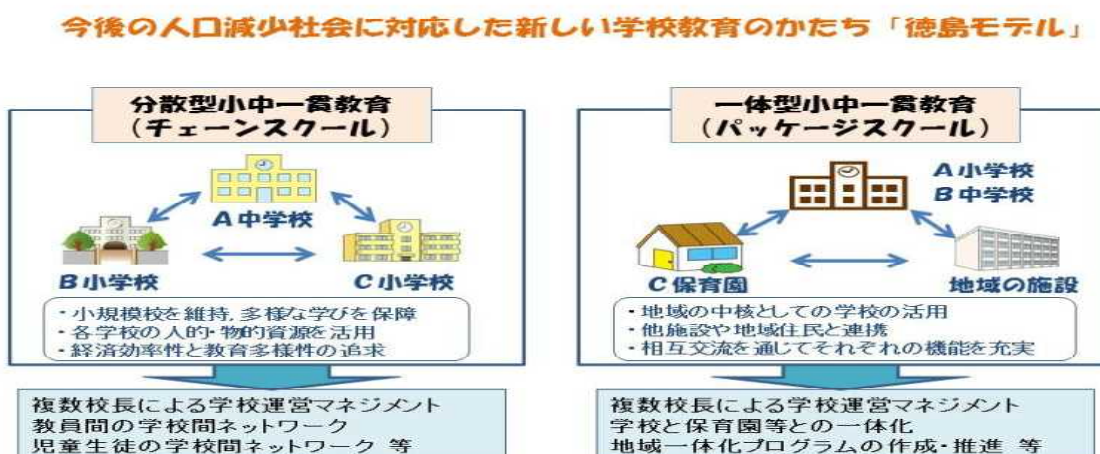 今後の人口減少社会に対応した新しい学校教育のかたち「徳島モデル」
分散型小中一貫教育
(チェーンスクール)
A中学校
B小学校
C小学校
・小規模校を維持，多様な学びを保障
・各学校の人的・物的資源を活用
・経済効率性と教育多様性の追求
複数校長による学校運営マネジメント
教員間の学校間ネットワーク
児童生徒の学校間ネットワーク 等
一体型小中一貫教育
(パッケージスクール)
A小学校
B中学校
C保育園
地域の施設
・地域の中核としての学校の活用
・他施設や地域住民と連携
・相互交流を通じてそれぞれの機能を充実
複数校長による学校運営マネジメント
学校と保育園等との一体化
地域一体化プログラムの作成・推進 等